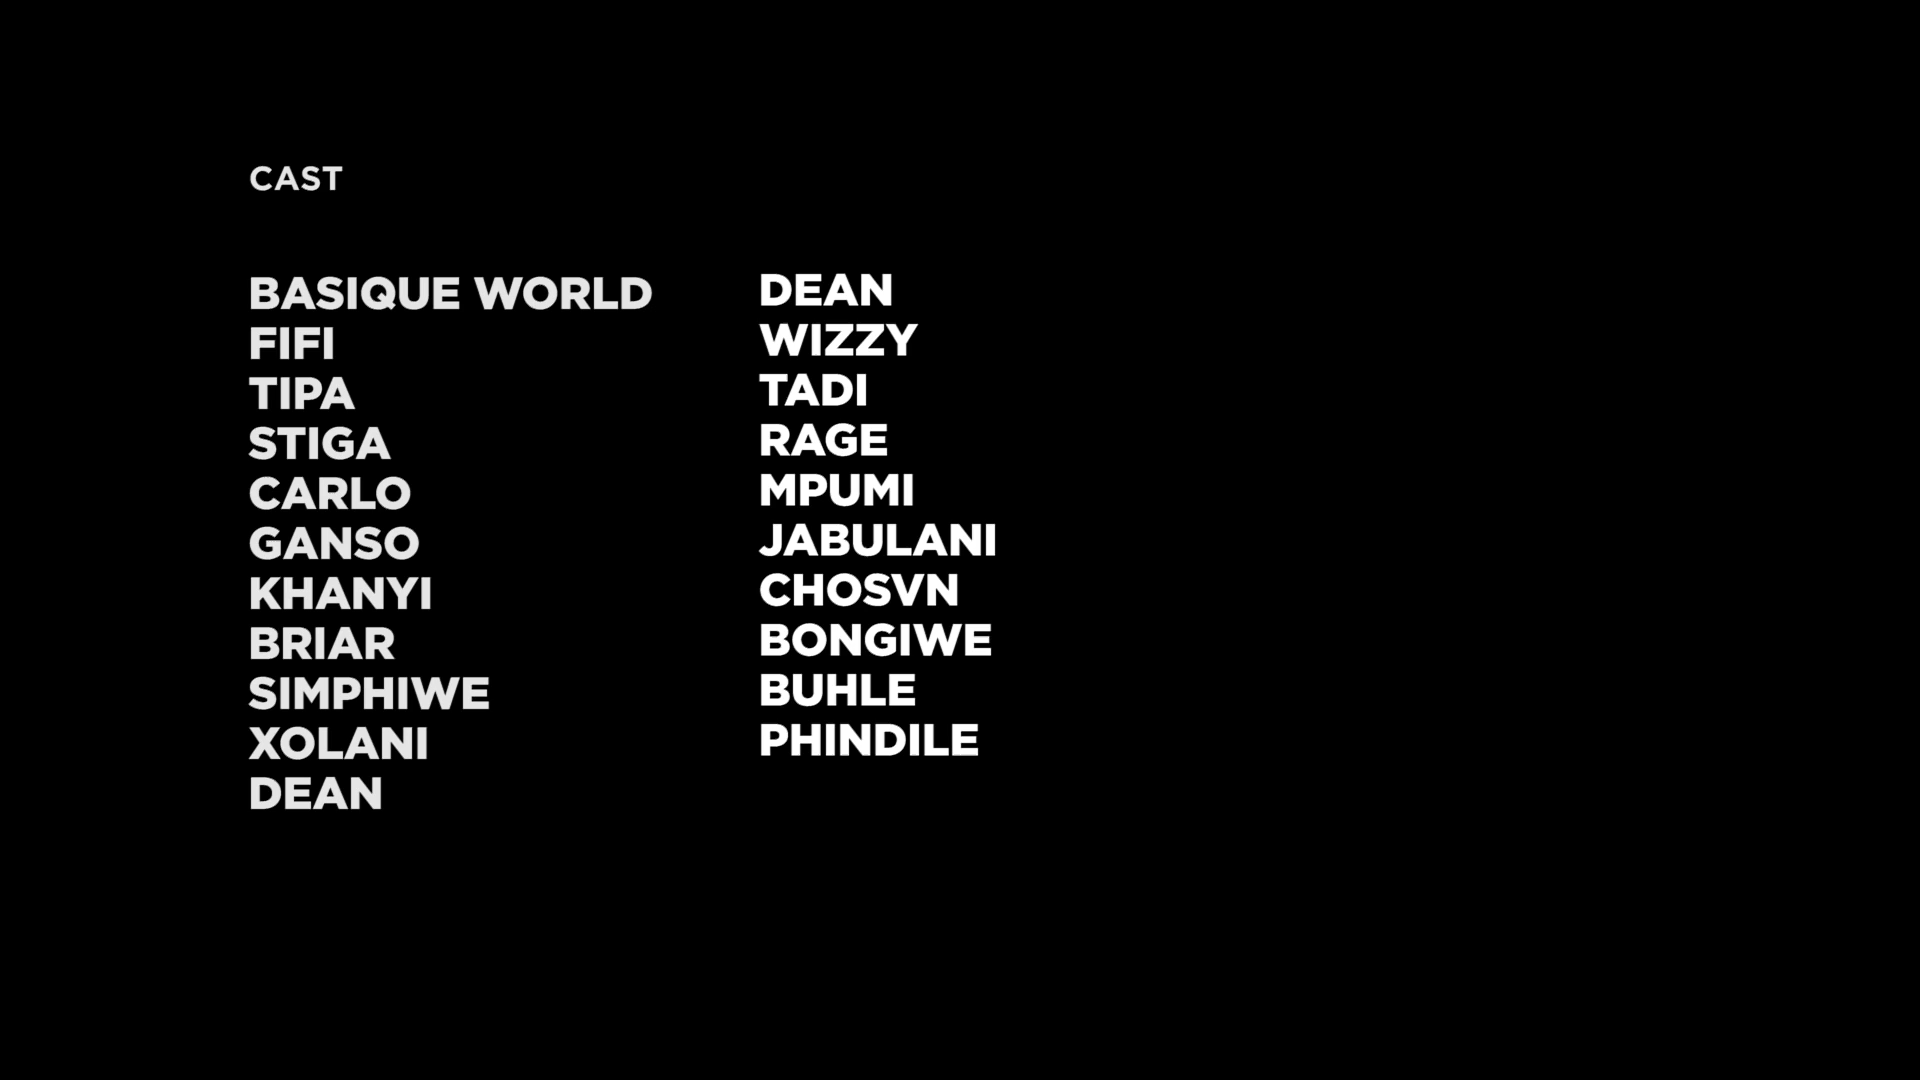 CAST
BASIQUE WORLD
FIFI
TIPA
STIGA
CARLO
GANSO
KHANYI
BRIAR
SIMPHIWE
XOLANI
DEAN
DEAN
WIZZY
TADI
RAGE
MPUMI
JABULANI
CHOSVN
BONGIWE
BUHLE
PHINDILE